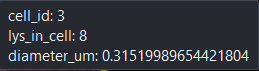 cell_id: 3
lys_in_cell: 8
diameter_um: 0.31519989654421804